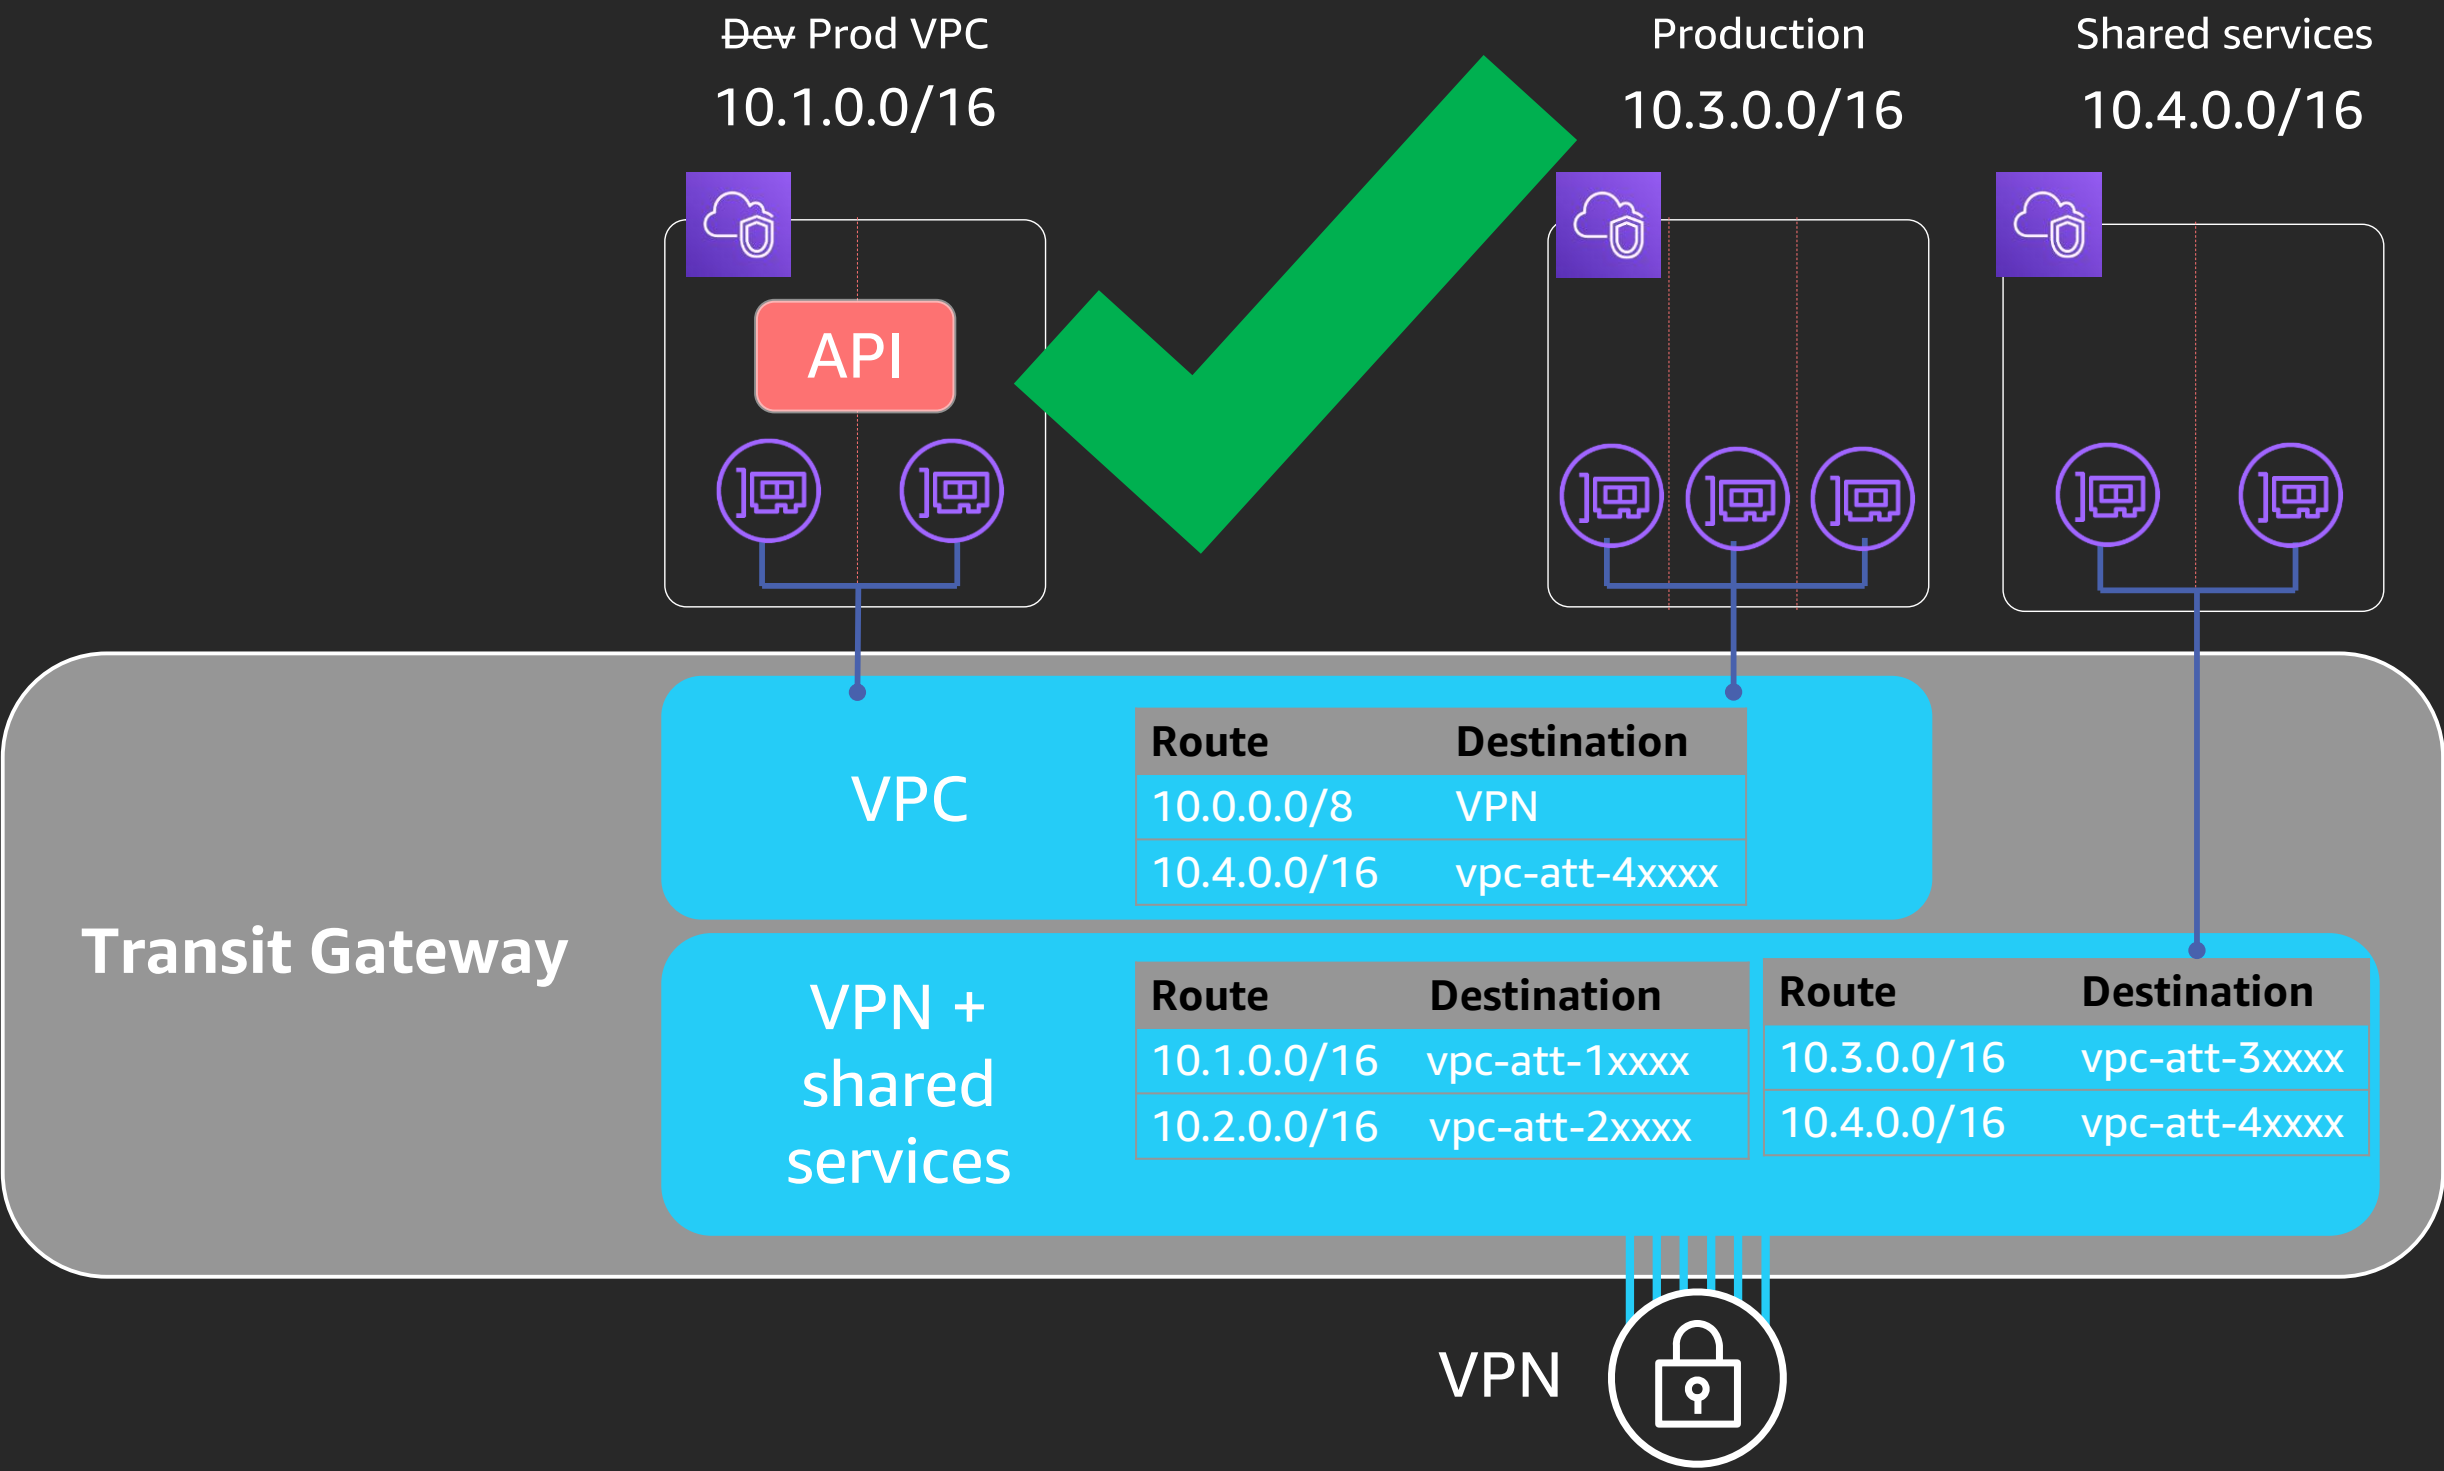 Dev Prod VPC
10.1.0.0/16
Production
10.3.0.0/16
Shared services
10.4.0.0/16
API
Transit Gateway
VPC
Route Destination
10.0.0.0/8 VPN
10.4.0.0/16 vpc-att-4xxxx
VPN +
shared
services
Route Destination
10.1.0.0/16 vpc-att-1xxxx
10.2.0.0/16 vpc-att-2xxxx
Route Destination
10.3.0.0/16 vpc-att-3xxxx
10.4.0.0/16 vpc-att-4xxxx
VPN